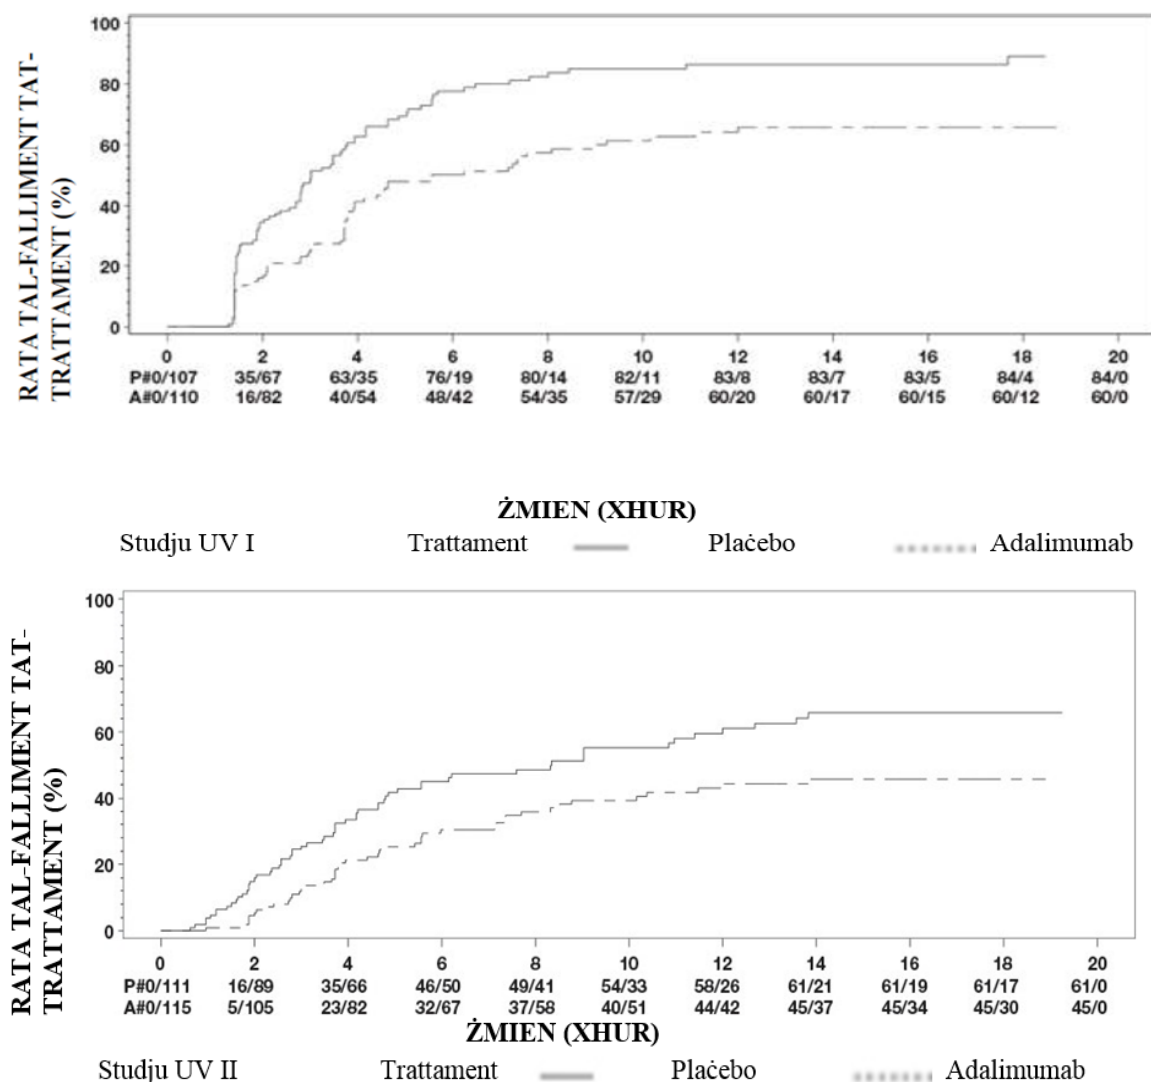 RATA TAL-FALLIMENT TAT-
TRATTAMENT (%)
100
80
60
40
20
0
0 2 4 6 8 10 12 14 16 18 20
P#0/107 35/67 63/35 76/19 80/14 82/11 83/8 83/7 83/5 84/4 84/0
A#0/110 16/82 40/54 48/42 54/35 57/29 60/20 60/17 60/15 60/12 60/0
ŻMIEN (XHUR)
Studju UV I Trattament Plaċebo Adalimumab
RATA TAL-FALLIMENT TAT-
TRATTAMENT (%)
100
80
60
40
20
0
0 2 4 6 8 10 12 14 16 18 20
P#0/111 16/89 35/66 46/50 49/41 54/33 58/26 61/21 61/19 61/17 61/0
A#0/115 5/105 23/82 32/67 37/58 40/51 44/42 45/37 45/34 45/30 45/0
ŻMIEN (XHUR)
Studju UV II Trattament Plaċebo Adalimumab